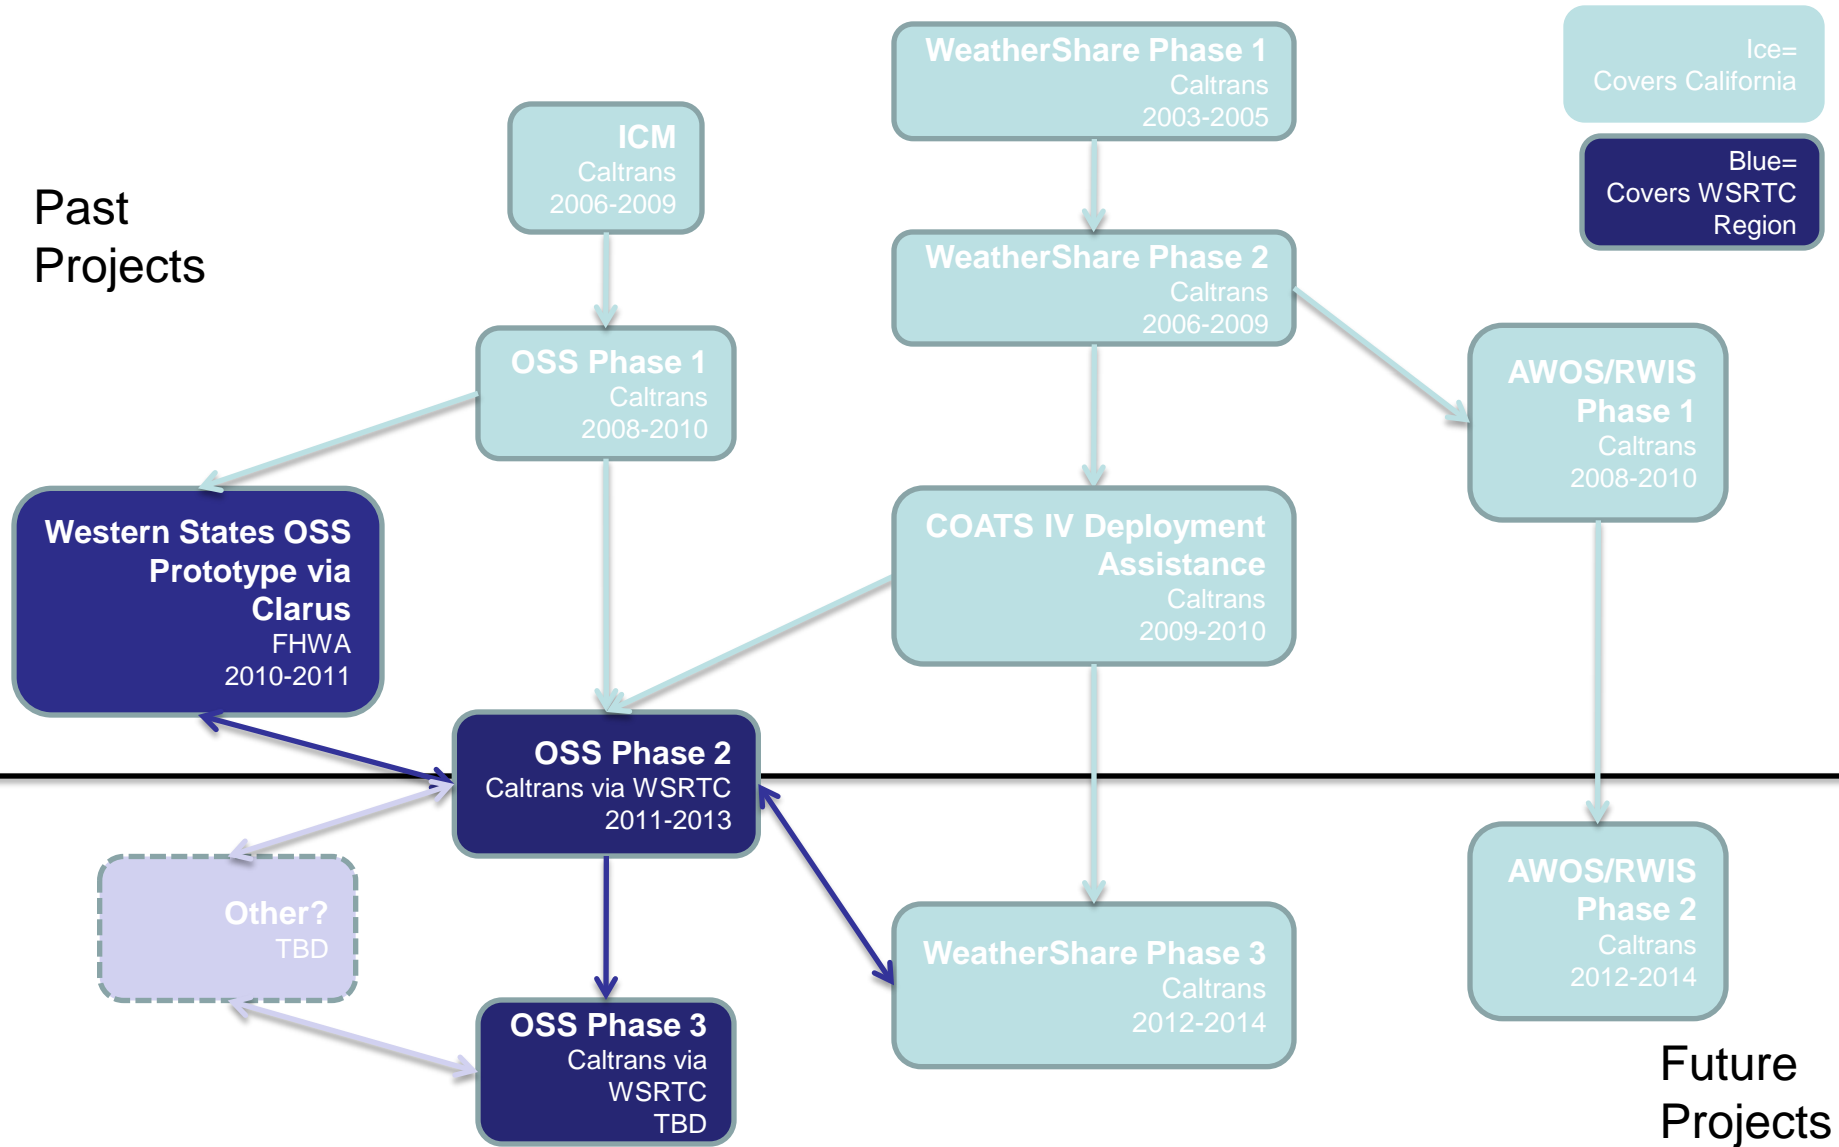 WeatherShare Phase 1
Caltrans
2003-2005
Ice=
Covers California
ICM
Caltrans
2006-2009
Blue=
Covers WSRTC
Region
Past
Projects
WeatherShare Phase 2
Caltrans
2006-2009
OSS Phase 1
Caltrans
2008-2010
AWOS/RWIS
Phase 1
Caltrans
2008-2010
Western States OSS
Prototype via
Clarus
FHWA
2010-2011
COATS IV Deployment
Assistance
Caltrans
2009-2010
OSS Phase 2
Caltrans via WSRTC
2011-2013
Other?
TBD
WeatherShare Phase 3
Caltrans
2012-2014
AWOS/RWIS
Phase 2
Caltrans
2012-2014
OSS Phase 3
Caltrans via
WSRTC
TBD
Future
Projects